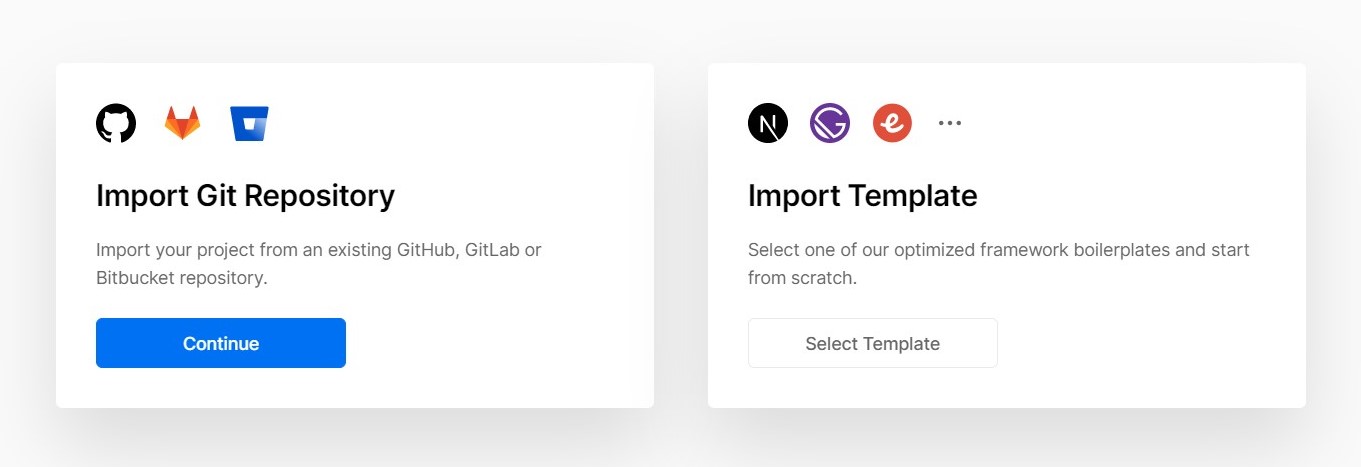 Import Git Repository
Import your project from an existing GitHub, GitLab or
Bitbucket repository.
Continue
Import Template
Select one of our optimized framework boilerplates and start
from scratch.
Select Template